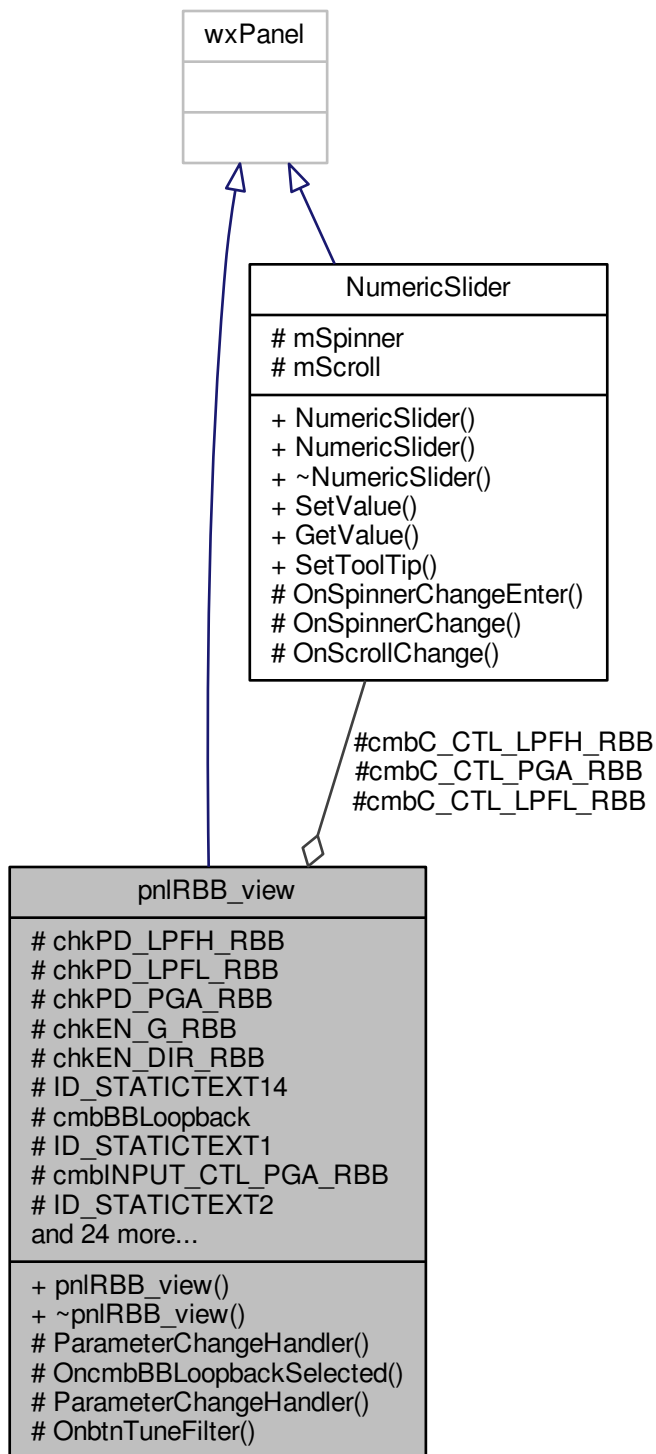 wxPanel
NumericSlider
# mSpinner
# mScroll
+ NumericSlider()
+ NumericSlider()
+ ~NumericSlider()
+ SetValue()
+ GetValue()
+ SetToolTip()
# OnSpinnerChangeEnter()
# OnSpinnerChange()
# OnScrollChange()
#cmbC_CTL_LPFH_RBB
#cmbC_CTL_PGA_RBB
#cmbC_CTL_LPFL_RBB
pnlRBB_view
# chkPD_LPFH_RBB
# chkPD_LPFL_RBB
# chkPD_PGA_RBB
# chkEN_G_RBB
# chkEN_DIR_RBB
# ID_STATICTEXT14
# cmbBBLoopback
# ID_STATICTEXT1
# cmbINPUT_CTL_PGA_RBB
# ID_STATICTEXT2
and 24 more...
+ pnlRBB_view()
+ ~pnlRBB_view()
# ParameterChangeHandler()
# OncmbBBLoopbackSelected()
# ParameterChangeHandler()
# OnbtnTuneFilter()